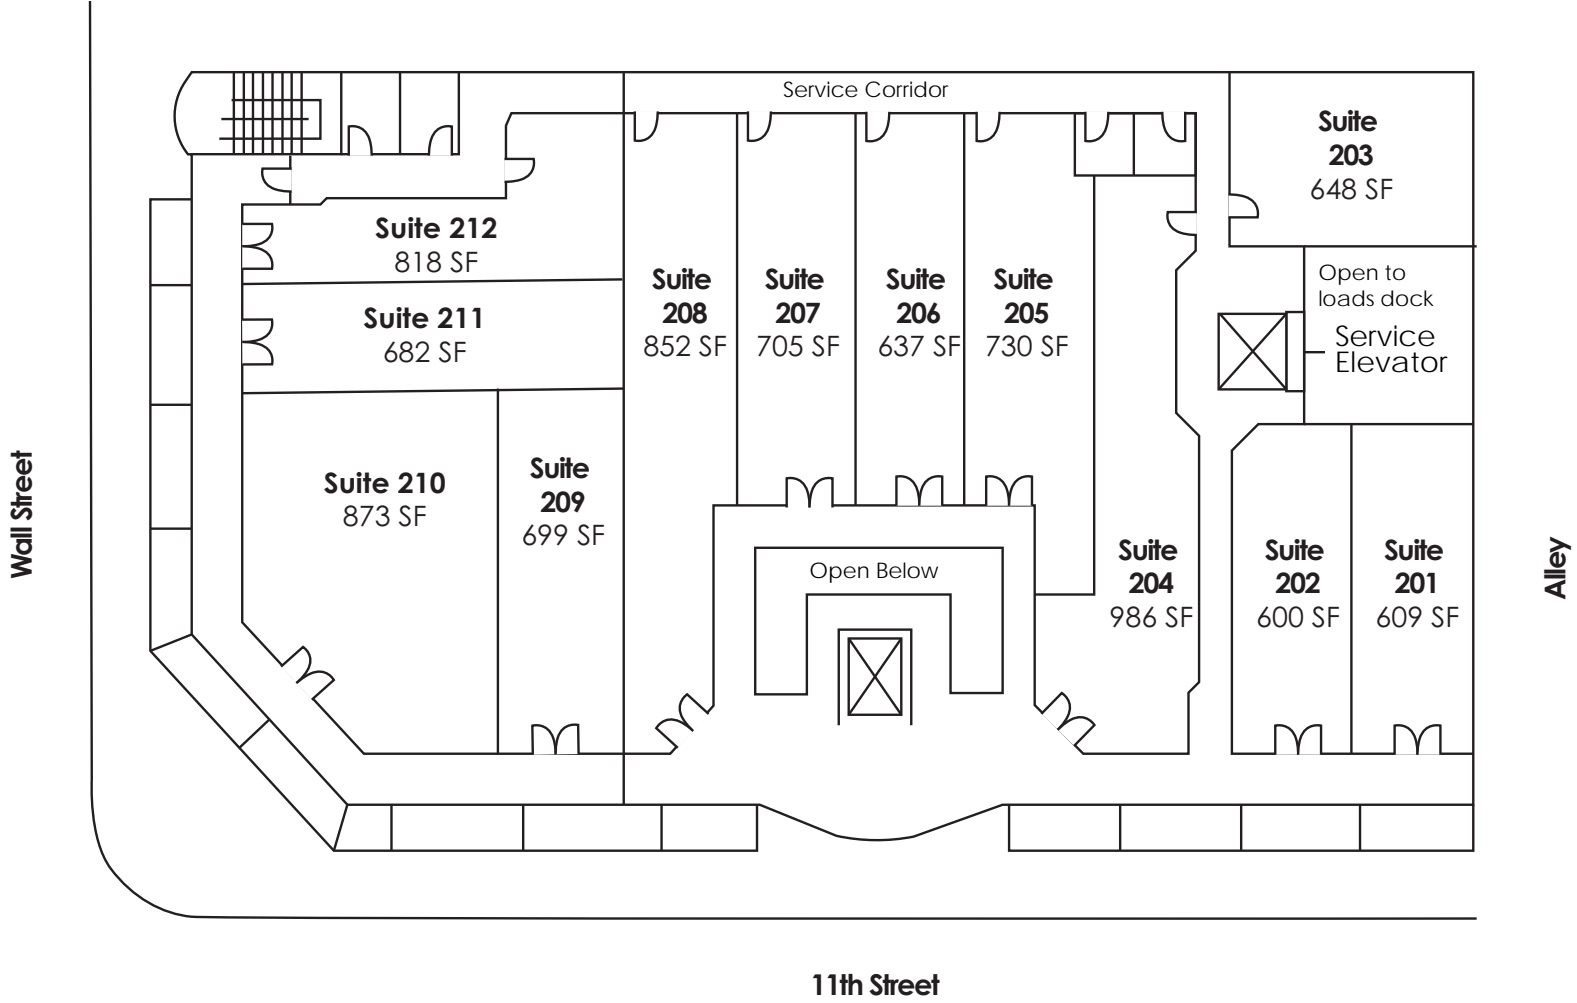 Service Corridor
Suite
203
648 SF
Suite 212
818 SF
Suite 211
682 SF
Suite
208
852 SF
Suite
207
705 SF
Suite
206
637 SF
Suite
205
730 SF
Open to
loads dock
Service
Elevator
Wall Street
Suite 210
873 SF
Suite
209
699 SF
Open Below
Suite
204
986 SF
Suite
202
600 SF
Suite
201
609 SF
Alley
11th Street